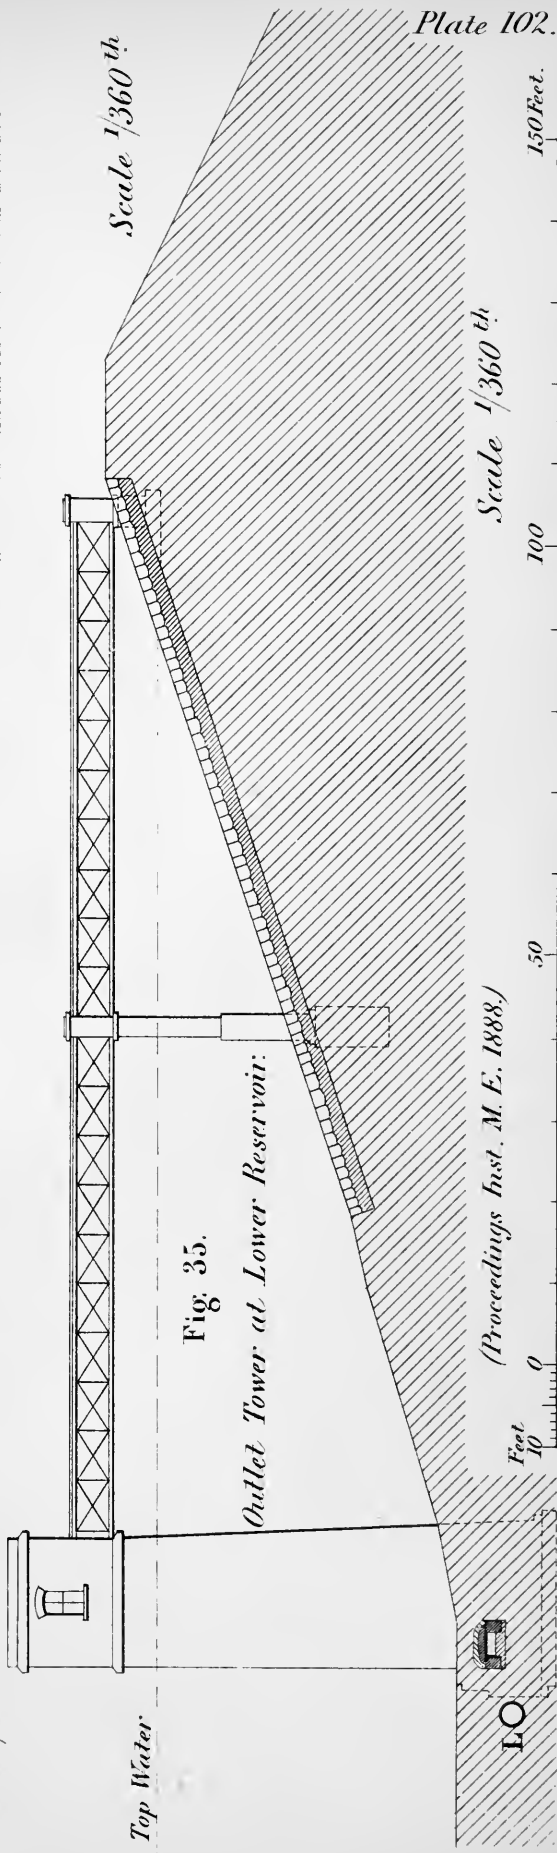 Plate 102.
Scale 1/360th
Top Water
Fig. 35.
Outlet Tower at Lower Reservoir.
Scale 1/360th
(Proceedings Inst. M. E. 1888.)
LO
Feet
10 0 50 100 150 Feet.